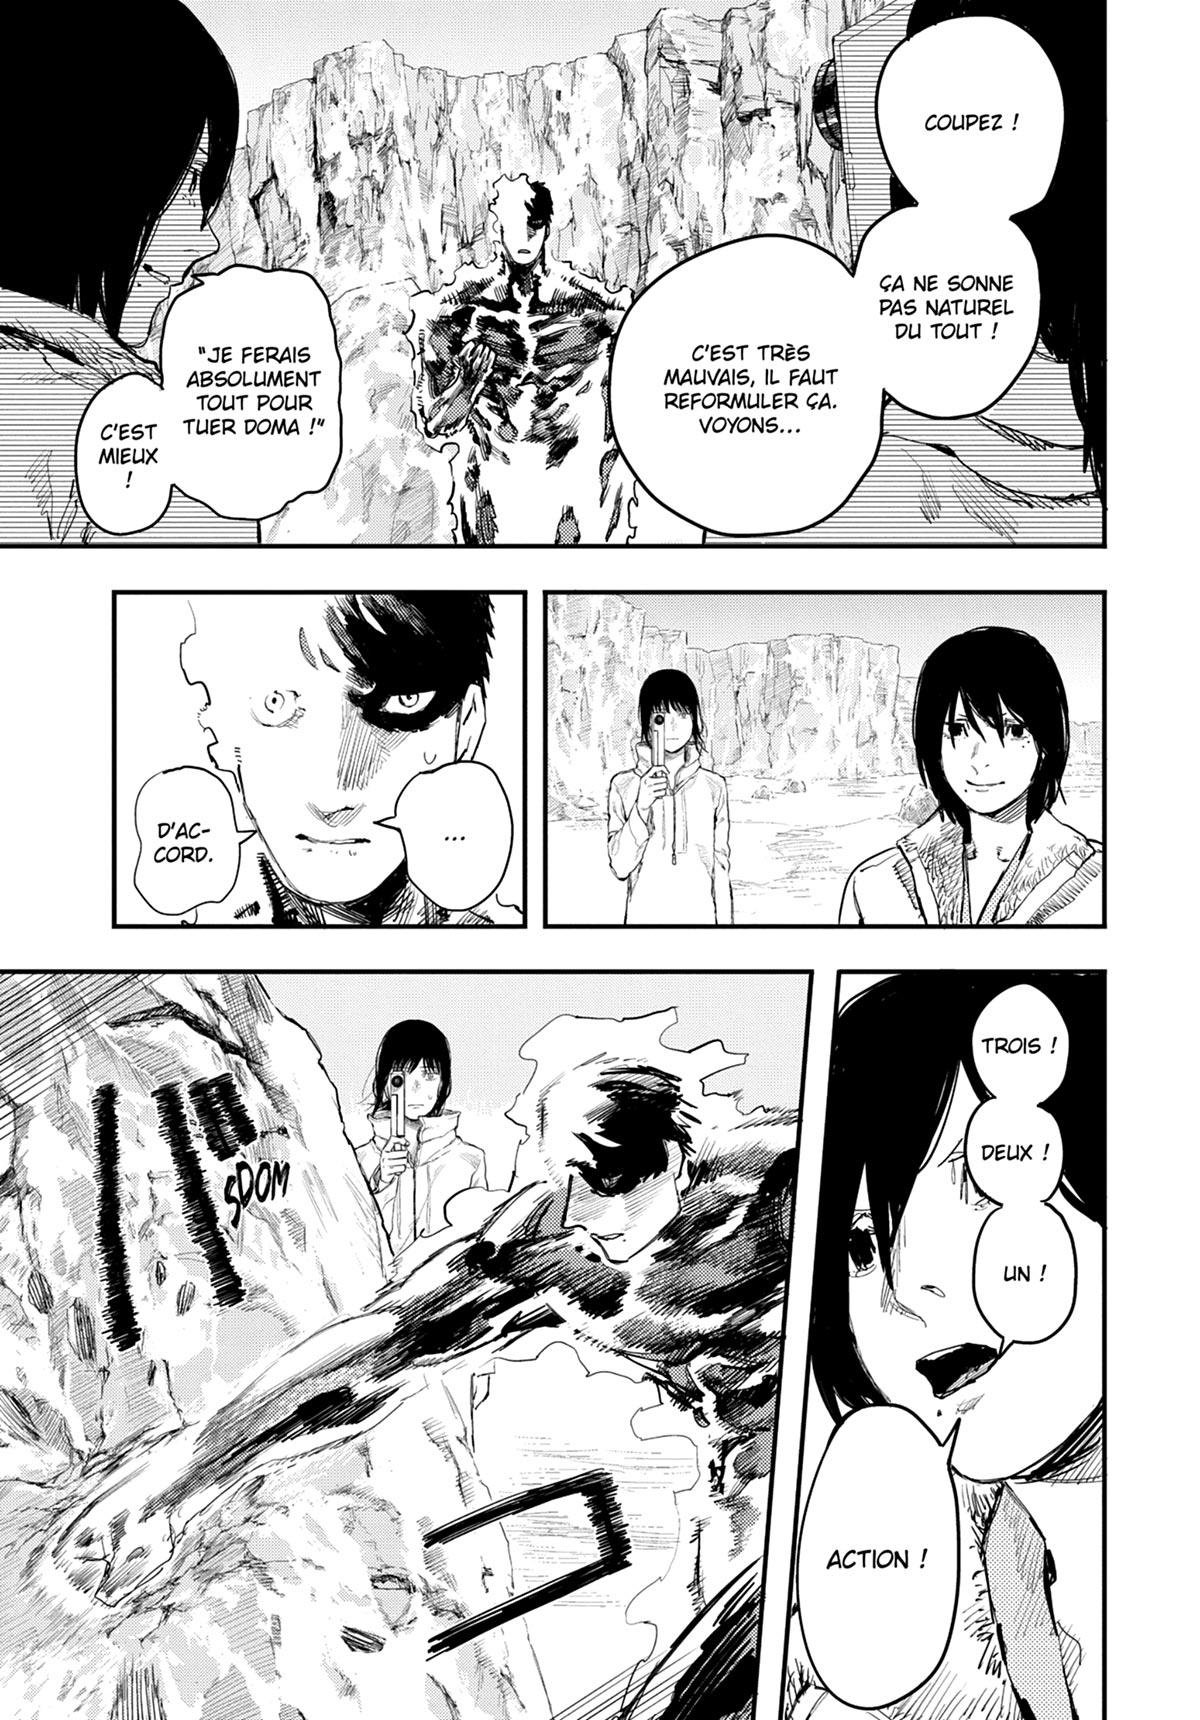 COUPEZ !
ÇA NE SONNE
PAS NATUREL
DU TOUT !
C'EST TRÈS
MAUVAIS, IL FAUT
REFORMULER ÇA.
VOYONS...
"JE FERAIS
ABSOLUMENT
TOUT POUR
TUER DOMA !"
C'EST
MIEUX
!
...
D'AC-
CORD.
TROIS !
DEUX !
UN !
ACTION !
SDOM